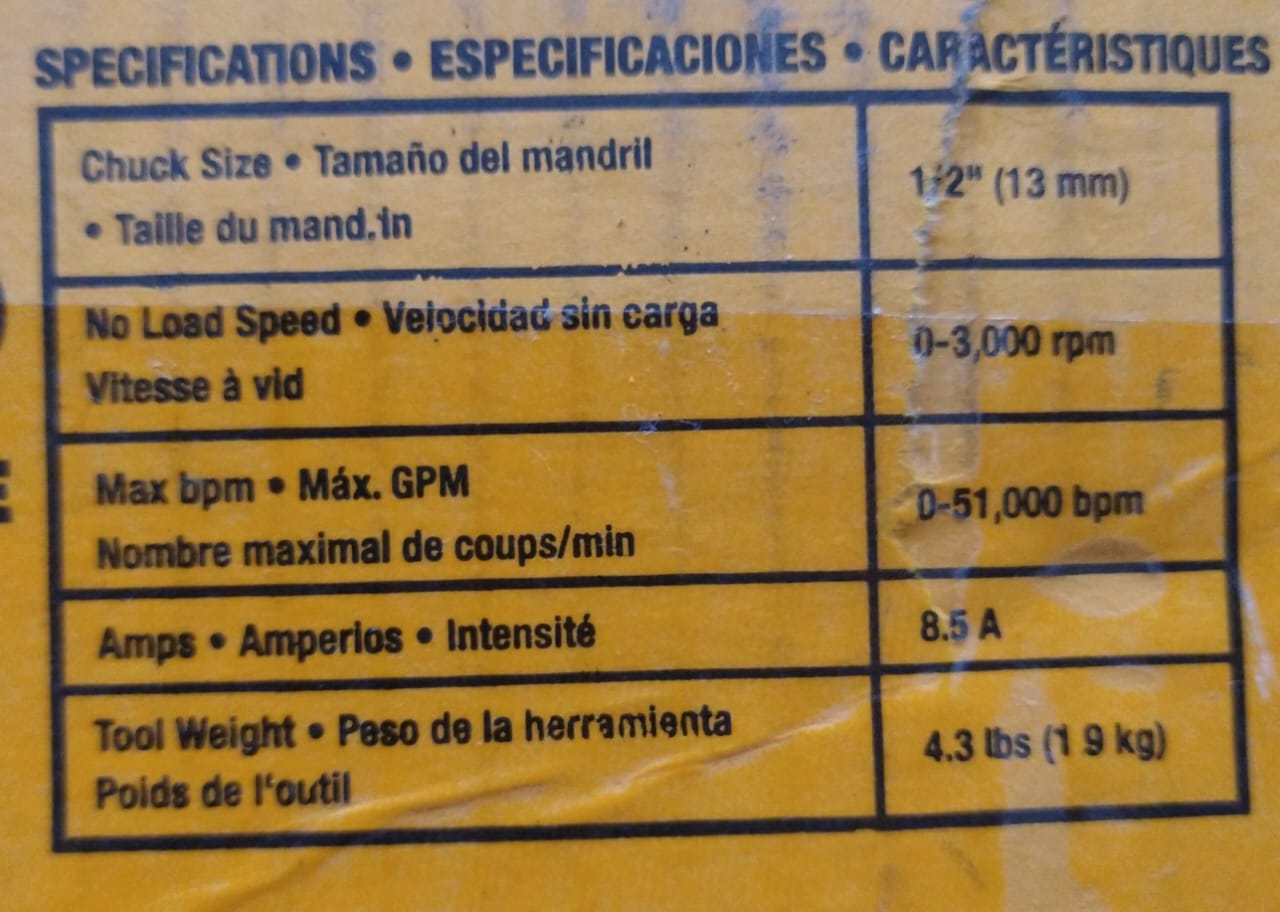 SPECIFICATIONS • ESPECIFICACIONES • CARACTÉRISTIQUES
Chuck Size • Tamaño del mandril
• Taille du mand.in
1/2" (13 mm)
No Load Speed • Velocidad sin carga
Vitesse à vid
0-3,000 rpm
Max bpm • Máx. GPM
Nombre maximal de coups/min
0-51,000 bpm
Amps • Amperios • Intensité
8.5 A
Tool Weight • Peso de la herramienta
Poids de l'outil
4.3 lbs (1 9 kg)